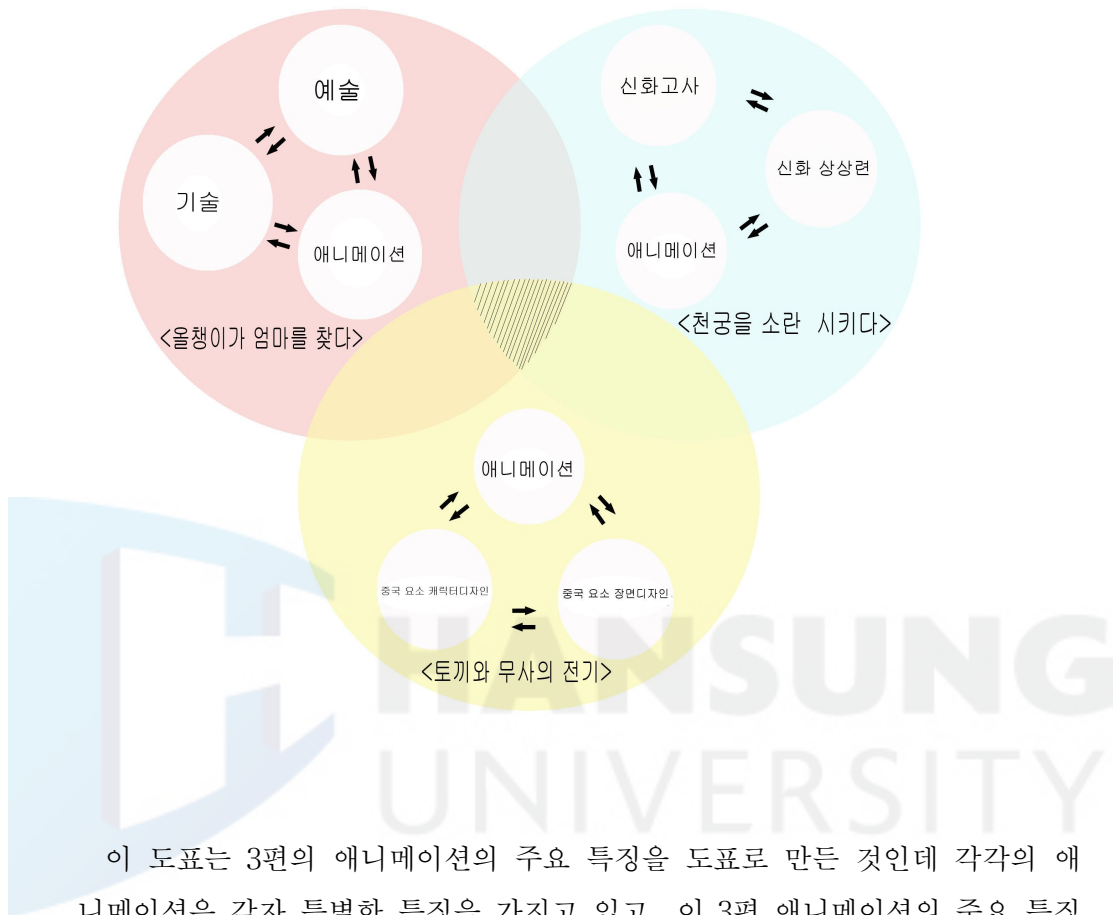 예술
기술
애니메이션
<올챙이가 엄마를 찾다>
신화고사
신화 상상련
애니메이션
<천궁을 소란 시키다>
애니메이션
중국 요소 캐릭터디자인
중국 요소 장면디자인
<토끼와 무사의 전기>
HANSUNG
UNIVERSITY
이 도표는 3편의 애니메이션의 주요 특징을 도표로 만든 것인데 각각의 애
니메이션은 각자 특별한 특징을 가지고 있고 이 3편 애니메이션의 주요 특징